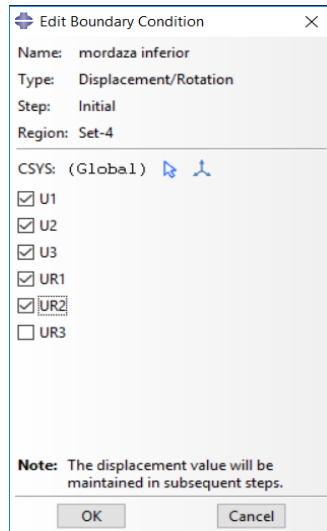 Edit Boundary Condition
Name: mordaza inferior
Type: Displacement/Rotation
Step: Initial
Region: Set-4
CSYS: (Global)
U1
U2
U3
UR1
UR2
UR3
Note: The displacement value will be
maintained in subsequent steps.
OK Cancel